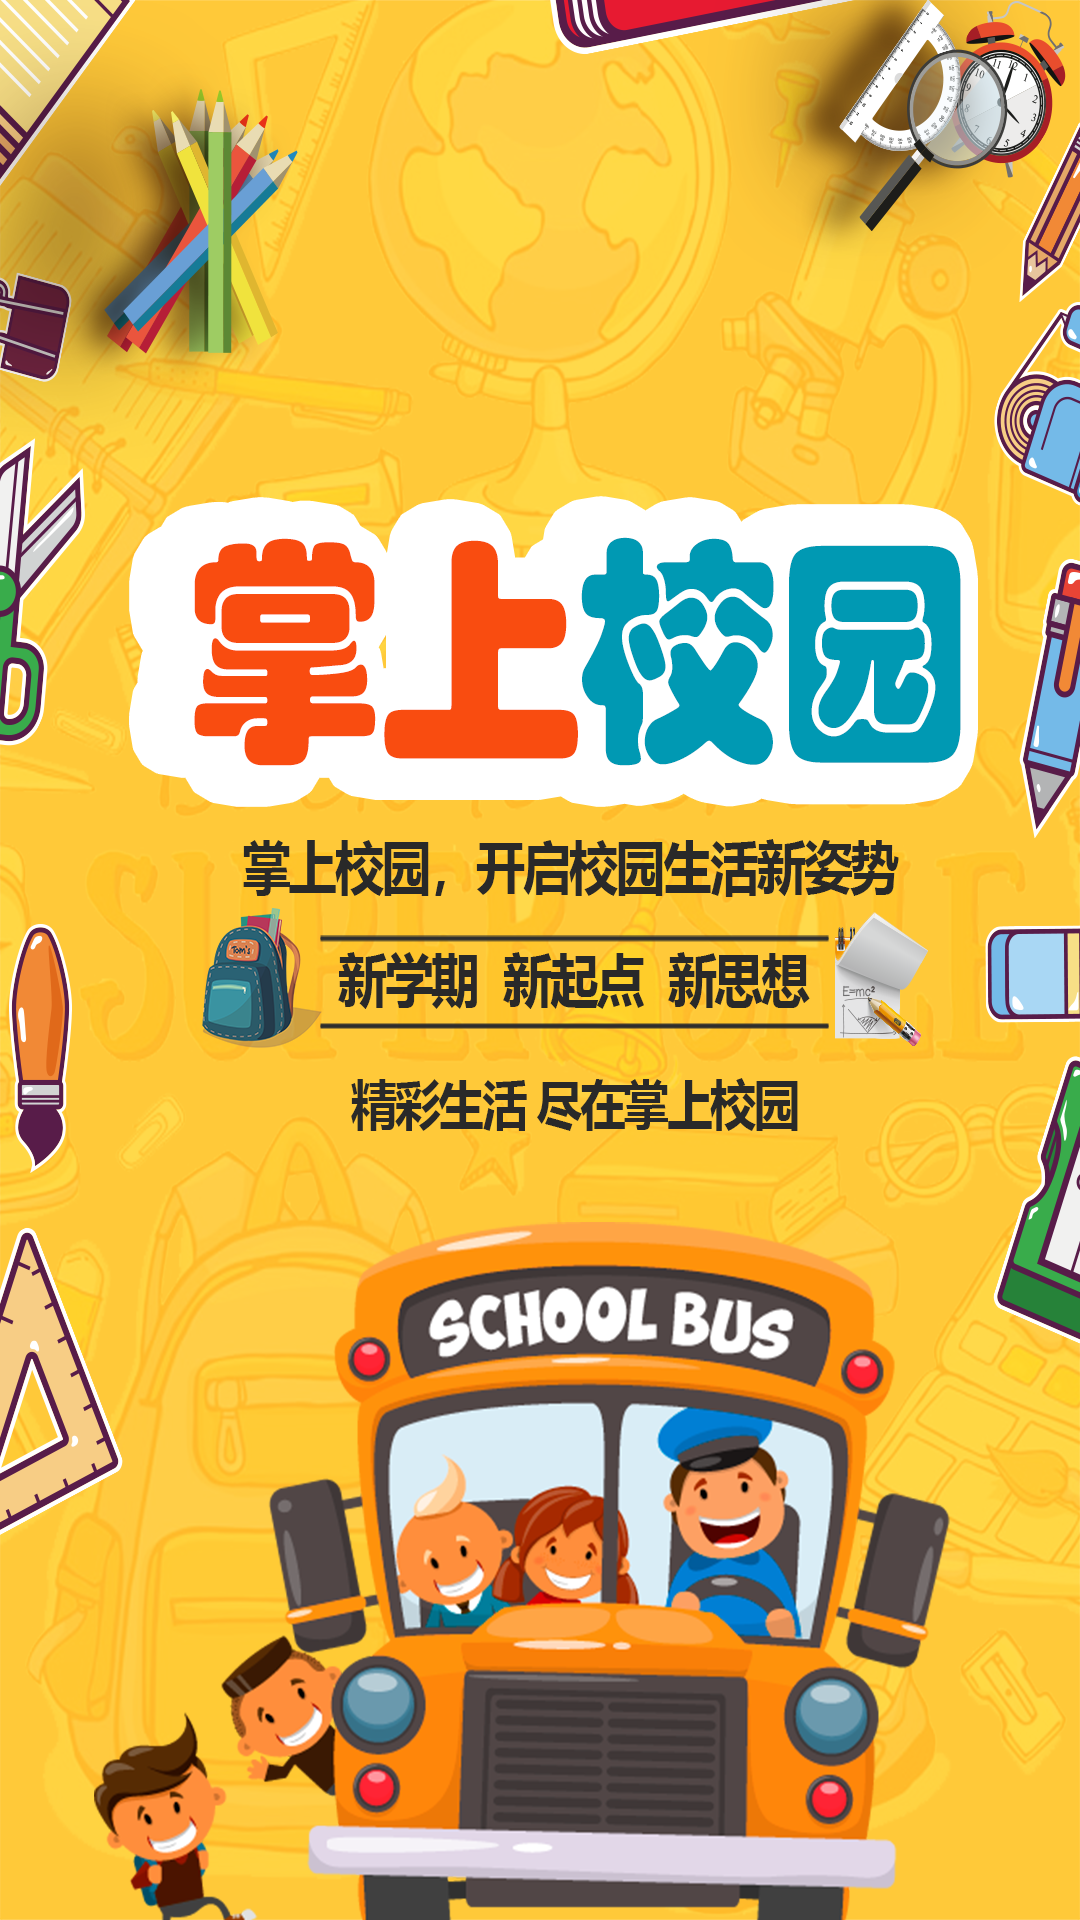 掌上校园
掌上校园，开启校园生活新姿势
Tom's
新学期 新起点 新思想
E=mc²
精彩生活 尽在掌上校园
SUPER SALE
SCHOOL BUS